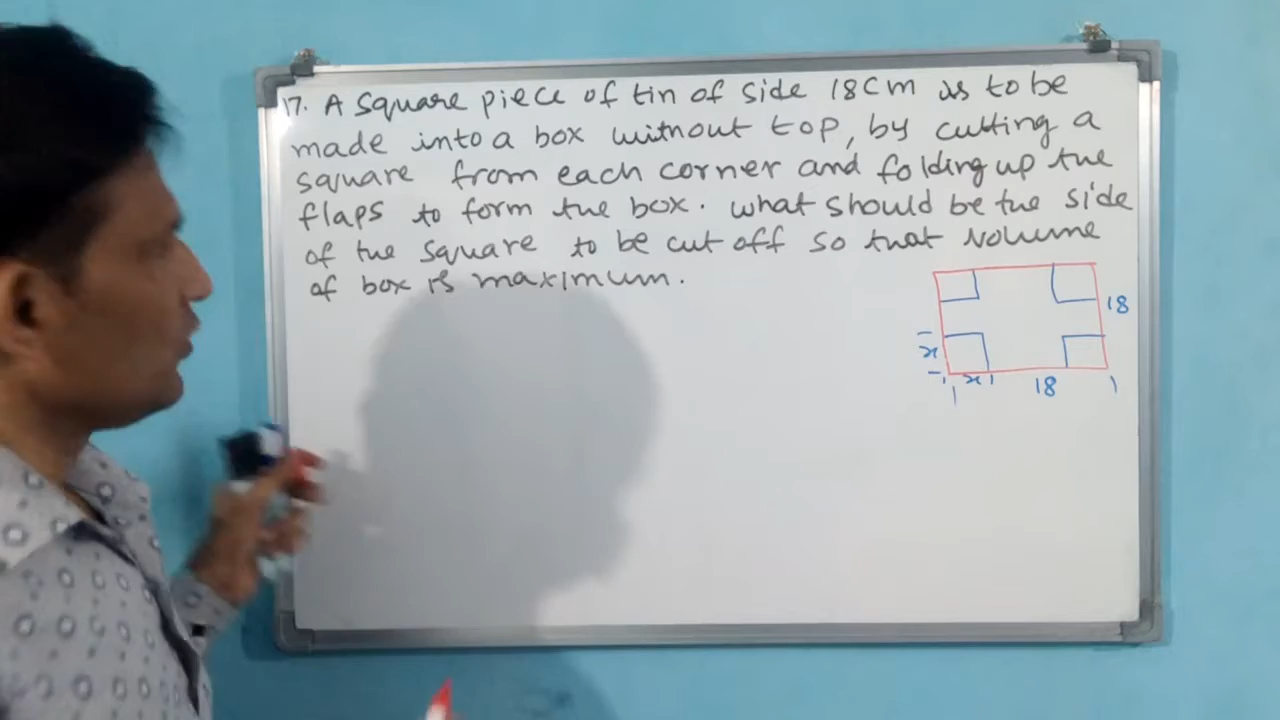 17. A square piece of tin of side 18cm is to be
made into a box without top, by cutting a
square from each corner and folding up the
flaps to form the box. what should be the side
of the square to be cut off so that volume
of box is maximum.
18
x
x
18